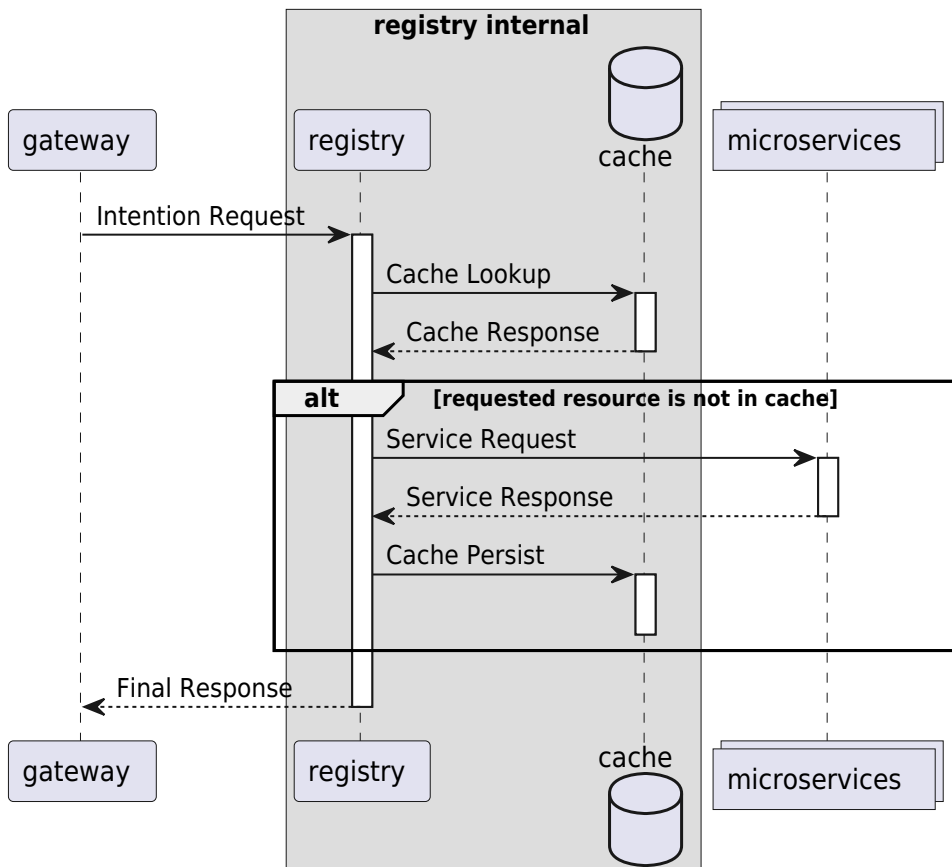 registry internal
gateway
registry
cache
microservices
Intention Request
Cache Lookup
Cache Response
alt
[requested resource is not in cache]
Service Request
Service Response
Cache Persist
Final Response
gateway
registry
cache
microservices